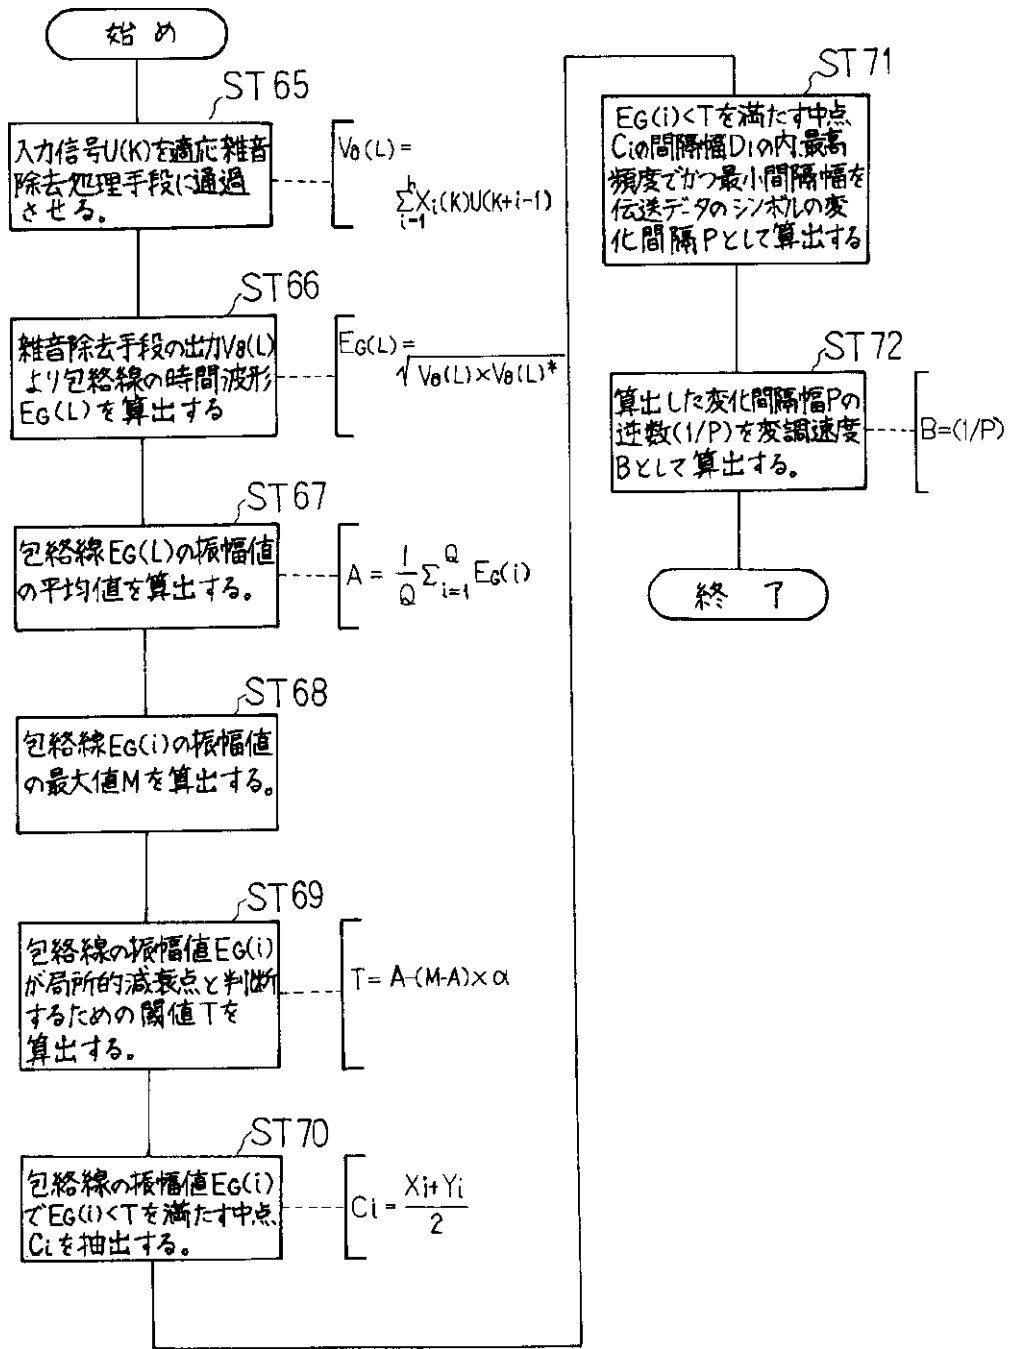 始め
ST65
入力信号U(K)を適応雑音
除去処理手段に通過
させる。
V8(L)=
h
ΣXi(K)U(K+i-1)
i=1
ST66
雑音除去手段の出力V8(L)
より包絡線の時間波形
EG(L)を算出する
EG(L)=
√V8(L)×V8(L)*
ST67
包絡線EG(L)の振幅値
の平均値を算出する。
A = 1/Q Σ Q i=1 EG(i)
ST68
包絡線EG(i)の振幅値
の最大値Mを算出する。
ST69
包絡線の振幅値EG(i)
が局所的減衰点と判断
するための閾値Tを
算出する。
T=A-(M-A)×α
ST70
包絡線の振幅値EG(i)
でEG(i)<Tを満たす中点
Ciを抽出する。
Ci = Xi+Yi/2
ST71
EG(i)<Tを満たす中点
Ciの間隔幅Diの内、最高
頻度でかつ最小間隔幅を
伝送データのシンボルの変
化間隔Pとして算出する
ST72
算出した変化間隔幅Pの
逆数(1/P)を変調速度
Bとして算出する。
B=(1/P)
終了